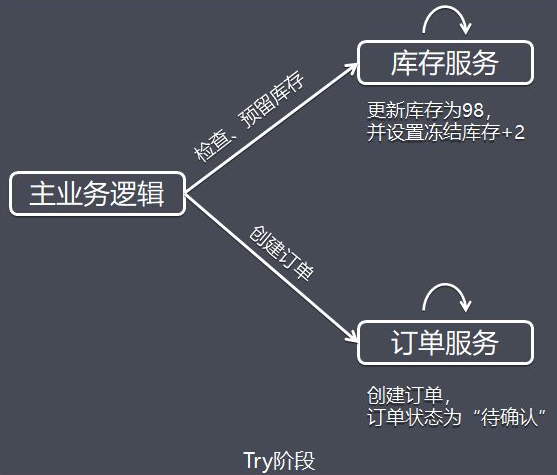 库存服务
更新库存为98，
并设置冻结库存+2
检查、预留库存
主业务逻辑
创建订单
订单服务
创建订单，
订单状态为“待确认”
Try阶段